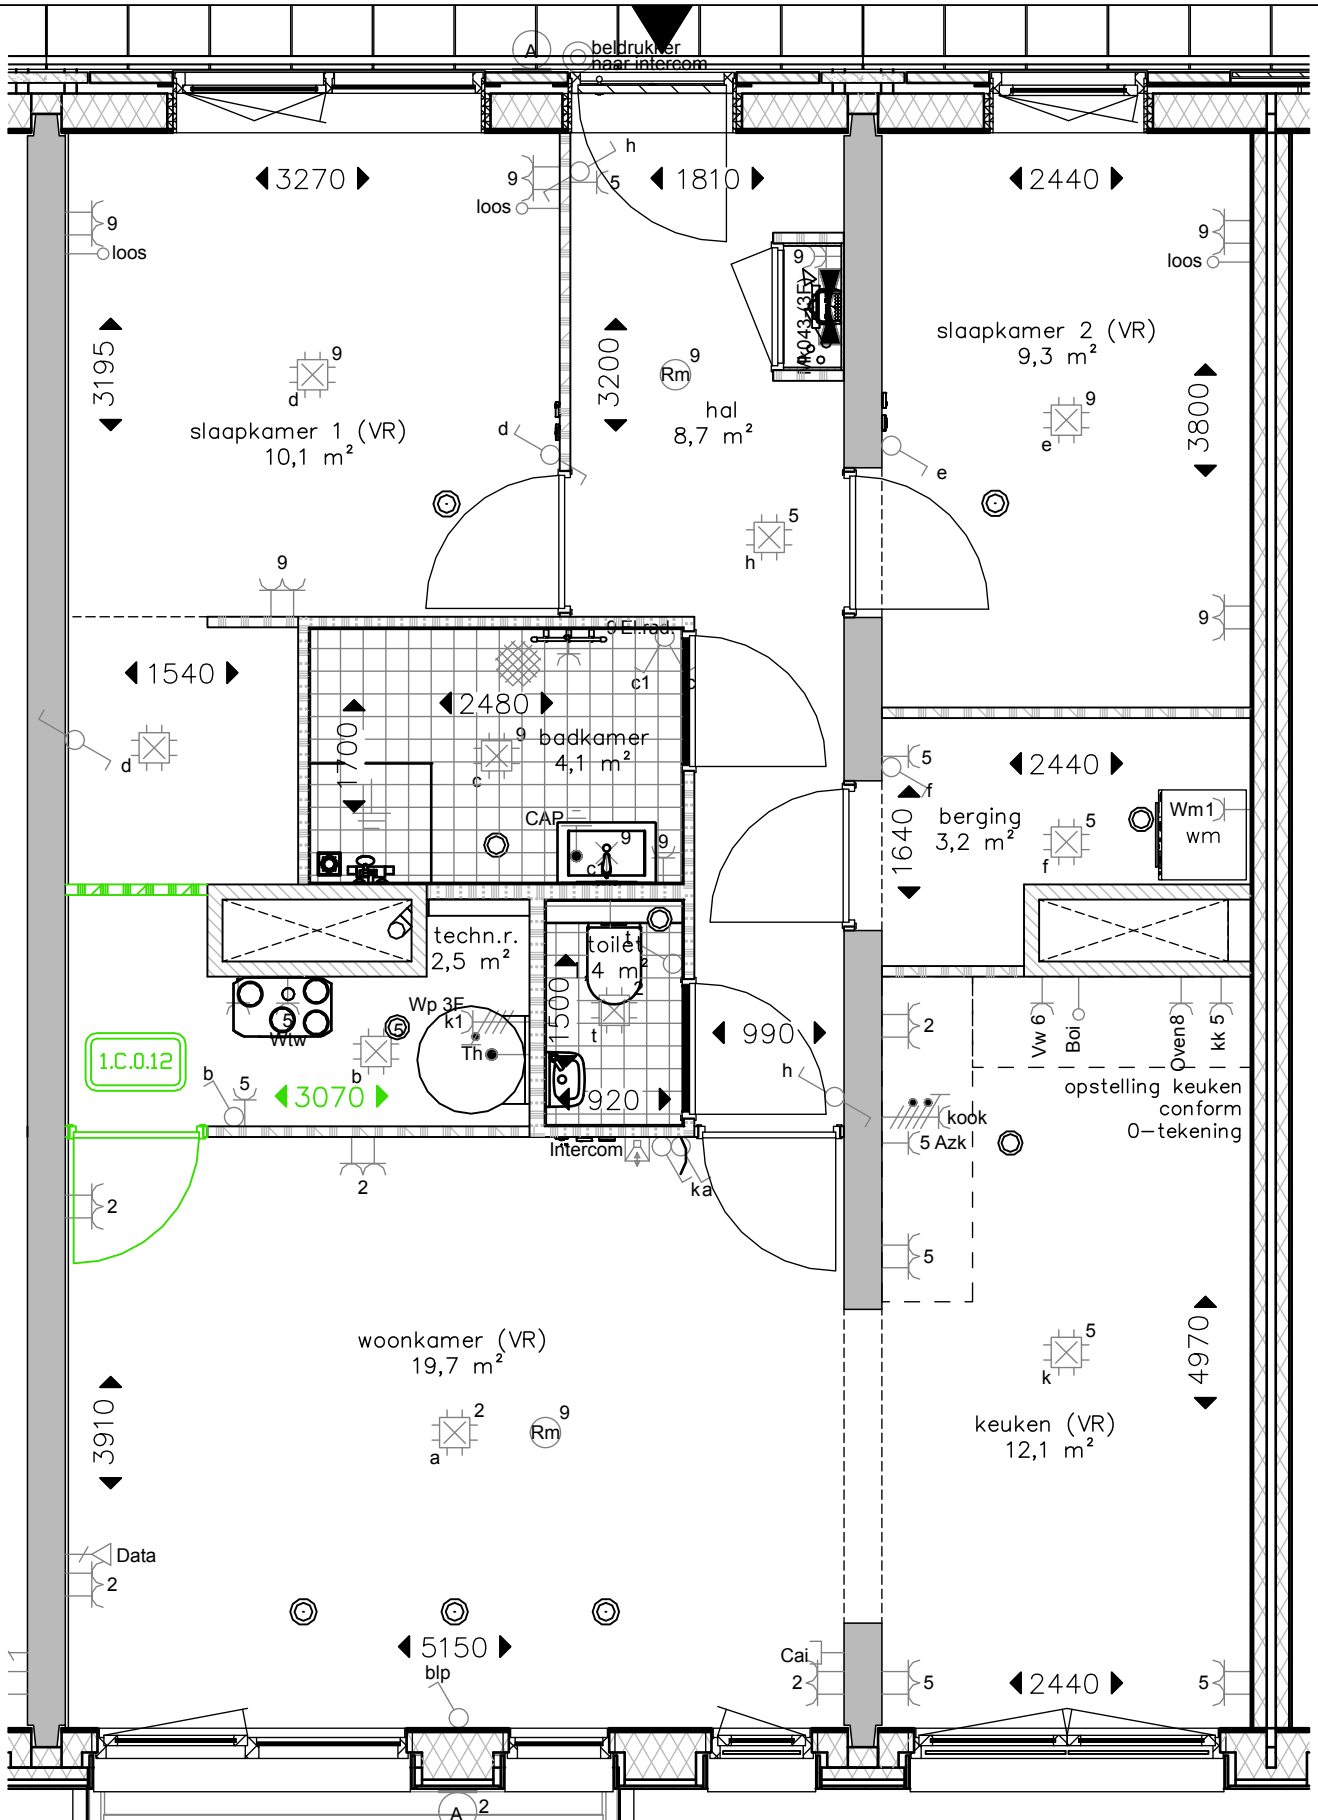 A
beldrukker
naar intercom
3270
9
loos
h
5
1810
2440
9
loos
9
loos
9
MK043 (3F)
3195
9
d
slaapkamer 1 (VR)
10,1 m²
3200
9
Rm
hal
8,7 m²
d
slaapkamer 2 (VR)
9,3 m²
9
e
3800
e
5
h
9
9
1540
d
9 El.rad.
c1
c
2480
1700
9
badkamer
4,1 m²
c
CAP
9
c1
9
2440
5
f
1640
berging
3,2 m²
5
f
Wm1
wm
techn.r.
2,5 m²
toilet
t
1,4 m²
2
t
1500
920
Wp 3F
k1
Th
5
Wtw
5
b
b
5
3070
1.C.0.12
990
h
2
Vw 6
Boi
Oven8
kk 5
opstelling keuken
conform
0-tekening
kook
5 Azk
Intercom
k a
2
2
5
woonkamer (VR)
19,7 m²
2
a
9
Rm
3910
5
k
4970
keuken (VR)
12,1 m²
Data
2
5150
blp
Cai
2
5
2440
5
A
2